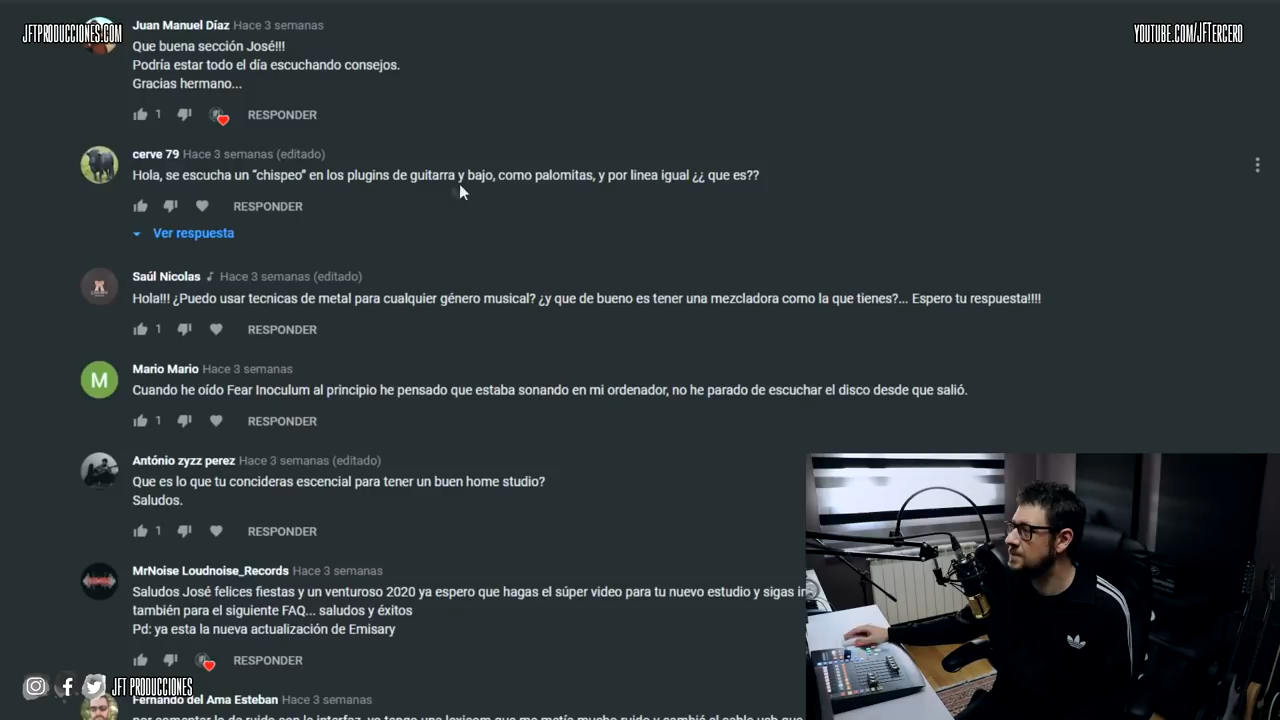 JFTPRODUCCIONES.COM
YOUTUBE.COM/JFTERCERO
Juan Manuel Díaz Hace 3 semanas
Que buena sección José!!!
Podría estar todo el día escuchando consejos.
Gracias hermano...
1 RESPONDER
cerve 79 Hace 3 semanas (editado)
Hola, se escucha un “chispeo” en los plugins de guitarra y bajo, como palomitas, y por linea igual ¿¿ que es??
RESPONDER
Ver respuesta
Saúl Nicolas Hace 3 semanas (editado)
Hola!!! ¿Puedo usar tecnicas de metal para cualquier género musical? ¿y que de bueno es tener una mezcladora como la que tienes?... Espero tu respuesta!!!!
1 RESPONDER
Mario Mario Hace 3 semanas
M
Cuando he oído Fear Inoculum al principio he pensado que estaba sonando en mi ordenador, no he parado de escuchar el disco desde que salió.
1 RESPONDER
António zyzz perez Hace 3 semanas (editado)
Que es lo que tu concideras escencial para tener un buen home studio?
Saludos.
1 RESPONDER
MrNoise Loudnoise_Records Hace 3 semanas
Saludos José felices fiestas y un venturoso 2020 ya espero que hagas el súper video para tu nuevo estudio y sigas
también para el siguiente FAQ... saludos y éxitos
Pd: ya esta la nueva actualización de Emisary
RESPONDER
JFT PRODUCCIONES
Fernando del Ama Esteban Hace 3 semanas